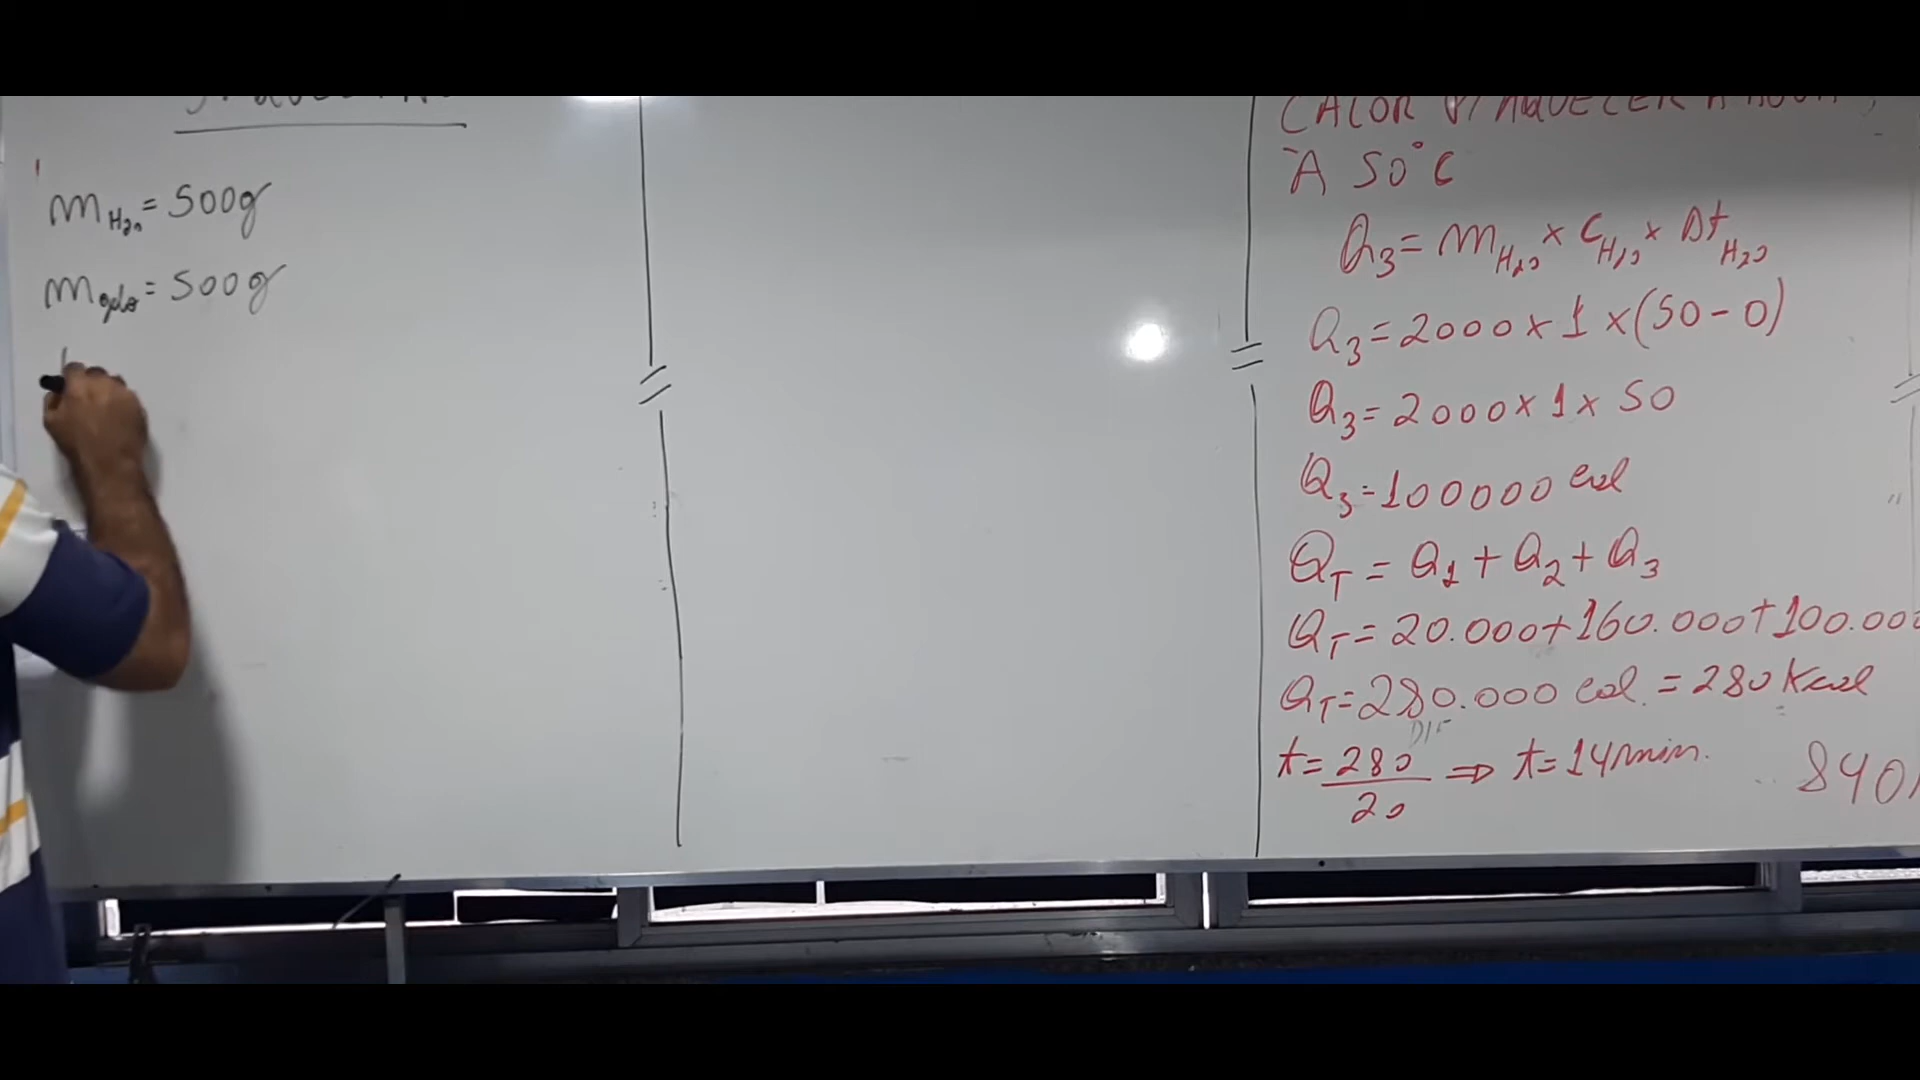 m_H2O = 500g
m_gelo = 500g
CALOR P/ AQUECER A ÁGUA
À 50°C
Q3 = m_H2O × C_H2O × Δt_H2O
Q3 = 2000 × 1 × (50 - 0)
Q3 = 2000 × 1 × 50
Q3 = 100000 cal
QT = Q1 + Q2 + Q3
QT = 20.000 + 160.000 + 100.000
QT = 280.000 cal. = 280 Kcal
t = 280/20 ⇒ t = 14 min.
840